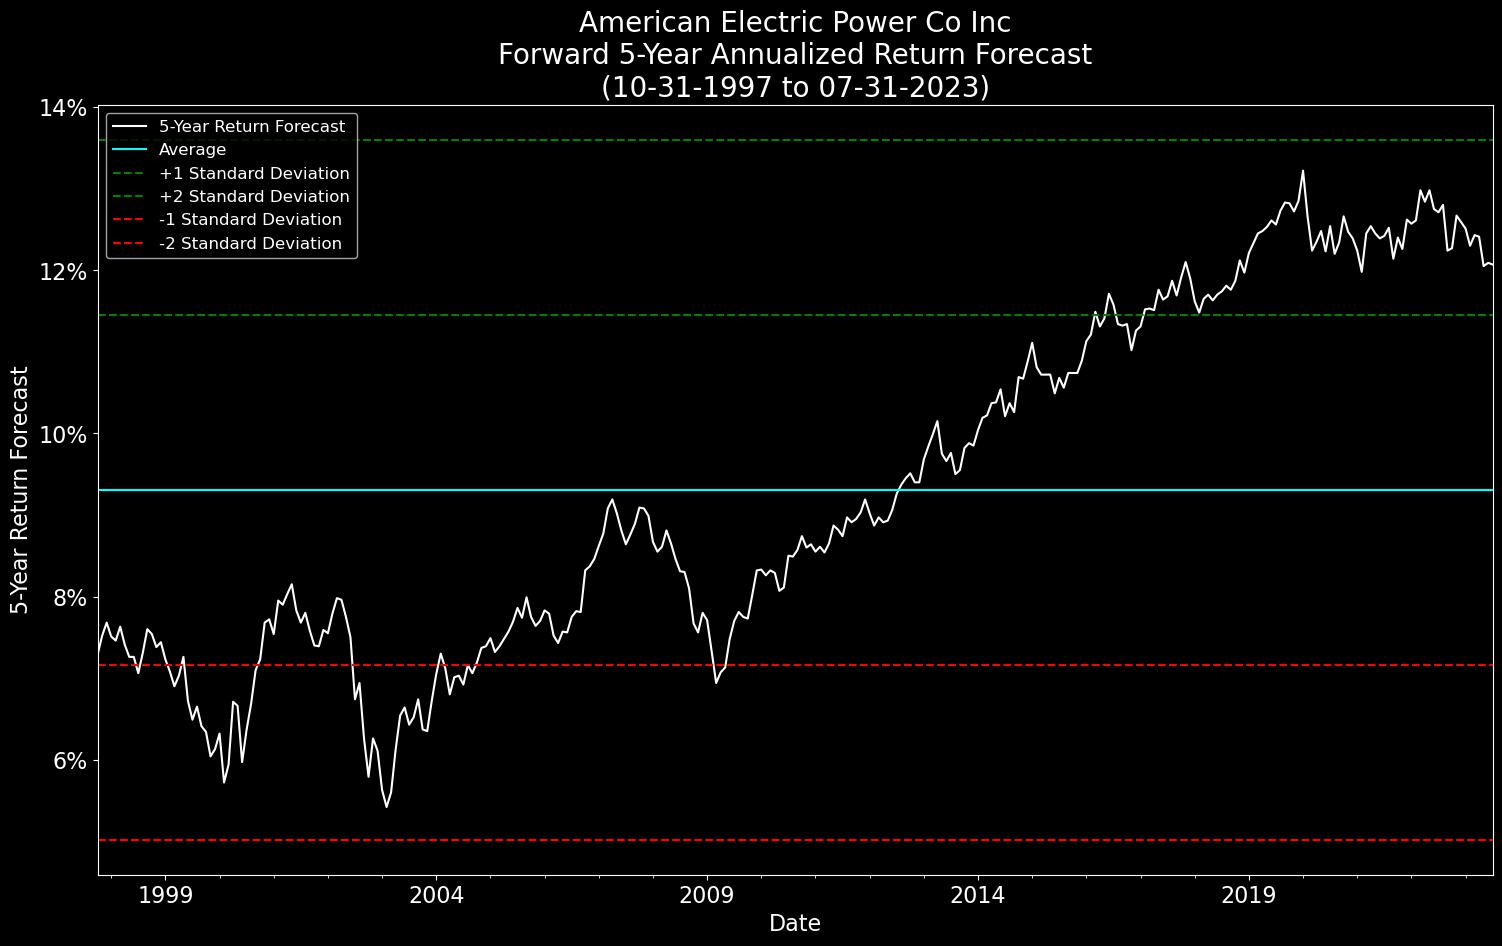 American Electric Power Co Inc
Forward 5-Year Annualized Return Forecast
(10-31-1997 to 07-31-2023)
14%
12%
10%
8%
6%
5-Year Return Forecast
5-Year Return Forecast
Average
+1 Standard Deviation
+2 Standard Deviation
-1 Standard Deviation
-2 Standard Deviation
1999
2004
2009
2014
2019
Date